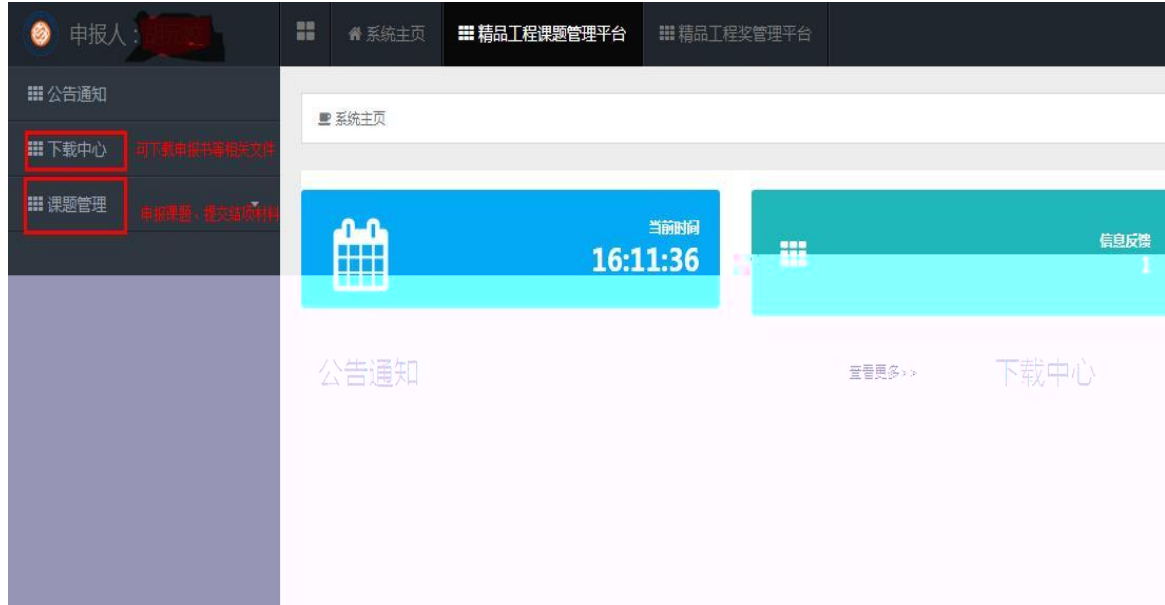 申报人：
系统主页
精品工程课题管理平台
精品工程奖管理平台
公告通知
下载中心
可下载申报书等相关文件
课题管理
申报课题，提交结项材料
系统主页
当前时间
16:11:36
信息反馈
1
公告通知
查看更多>>
下载中心